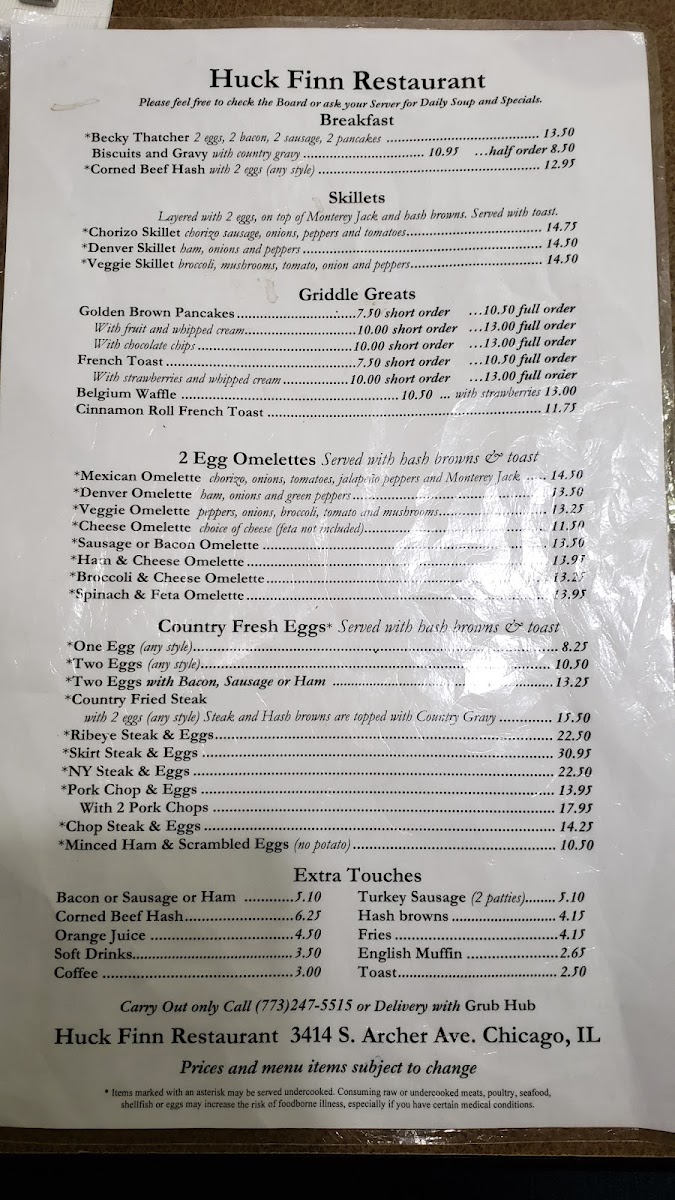 Huck Finn Restaurant
Please feel free to check the Board or ask your Server for Daily Soup and Specials.
Breakfast
*Becky Thatcher 2 eggs, 2 bacon, 2 sausage, 2 pancakes ... 13.50
Biscuits and Gravy with country gravy ... 10.95 ...half order 8.50
*Corned Beef Hash with 2 eggs (any style) ... 12.95
Skillets
Layered with 2 eggs, on top of Monterey Jack and hash browns. Served with toast.
*Chorizo Skillet chorizo sausage, onions, peppers and tomatoes... 14.75
*Denver Skillet ham, onions and peppers ... 14.50
*Veggie Skillet broccoli, mushrooms, tomato, onion and peppers... 14.50
Griddle Greats
Golden Brown Pancakes ... 7.50 short order ...10.50 full order
With fruit and whipped cream... 10.00 short order ...13.00 full order
With chocolate chips ... 10.00 short order ...13.00 full order
French Toast ... 7.50 short order ...10.50 full order
With strawberries and whipped cream ... 10.00 short order ...13.00 full order
Belgium Waffle ... 10.50 ... with strawberries 13.00
Cinnamon Roll French Toast ... 11.75
2 Egg Omelettes Served with hash browns & toast
*Mexican Omelette chorizo, onions, tomatoes, jalapeño peppers and Monterey Jack ... 14.50
*Denver Omelette ham, onions and green peppers ... 13.50
*Veggie Omelette peppers, onions, broccoli, tomato and mushrooms... 13.25
*Cheese Omelette choice of cheese (feta not included)... 11.50
*Sausage or Bacon Omelette ... 13.50
*Ham & Cheese Omelette ... 13.95
*Broccoli & Cheese Omelette ... 13.25
*Spinach & Feta Omelette ... 13.95
Country Fresh Eggs* Served with hash browns & toast
*One Egg (any style)... 8.25
*Two Eggs (any style)... 10.50
*Two Eggs with Bacon, Sausage or Ham ... 13.25
*Country Fried Steak
with 2 eggs (any style) Steak and Hash browns are topped with Country Gravy ... 15.50
*Ribeye Steak & Eggs... 22.50
*Skirt Steak & Eggs ... 30.95
*NY Steak & Eggs ... 22.50
*Pork Chop & Eggs ... 13.95
With 2 Pork Chops ... 17.95
*Chop Steak & Eggs ... 14.25
*Minced Ham & Scrambled Eggs (no potato)... 10.50
Extra Touches
Bacon or Sausage or Ham ... 5.10
Corned Beef Hash... 6.25
Orange Juice ... 4.50
Soft Drinks... 3.50
Coffee ... 3.00
Turkey Sausage (2 patties)... 5.10
Hash browns ... 4.15
Fries ... 4.15
English Muffin ... 2.65
Toast... 2.50
Carry Out only Call (773)247-5515 or Delivery with Grub Hub
Huck Finn Restaurant 3414 S. Archer Ave. Chicago, IL
Prices and menu items subject to change
* Items marked with an asterisk may be served undercooked. Consuming raw or undercooked meats, poultry, seafood,
shellfish or eggs may increase the risk of foodborne illness, especially if you have certain medical conditions.